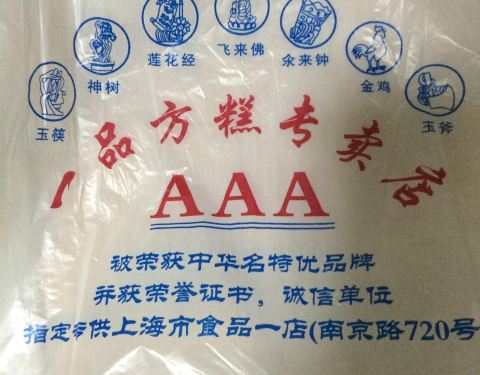 玉筷
神树
莲花经
飞来佛
汆来钟
金鸡
玉斧
品方糕专卖店
AAA
被荣获中华名特优品牌
并获荣誉证书，诚信单位
指定供上海市食品一店(南京路720号